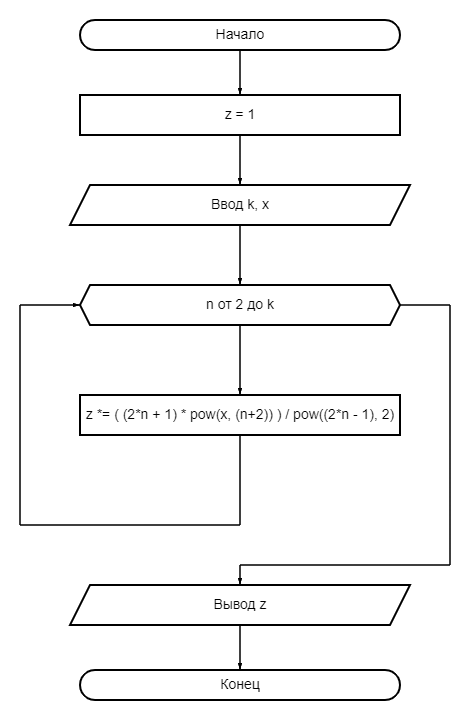 Начало
z = 1
Ввод k, x
n от 2 до k
z *= ( (2*n + 1) * pow(x, (n+2)) ) / pow((2*n - 1), 2)
Вывод z
Конец